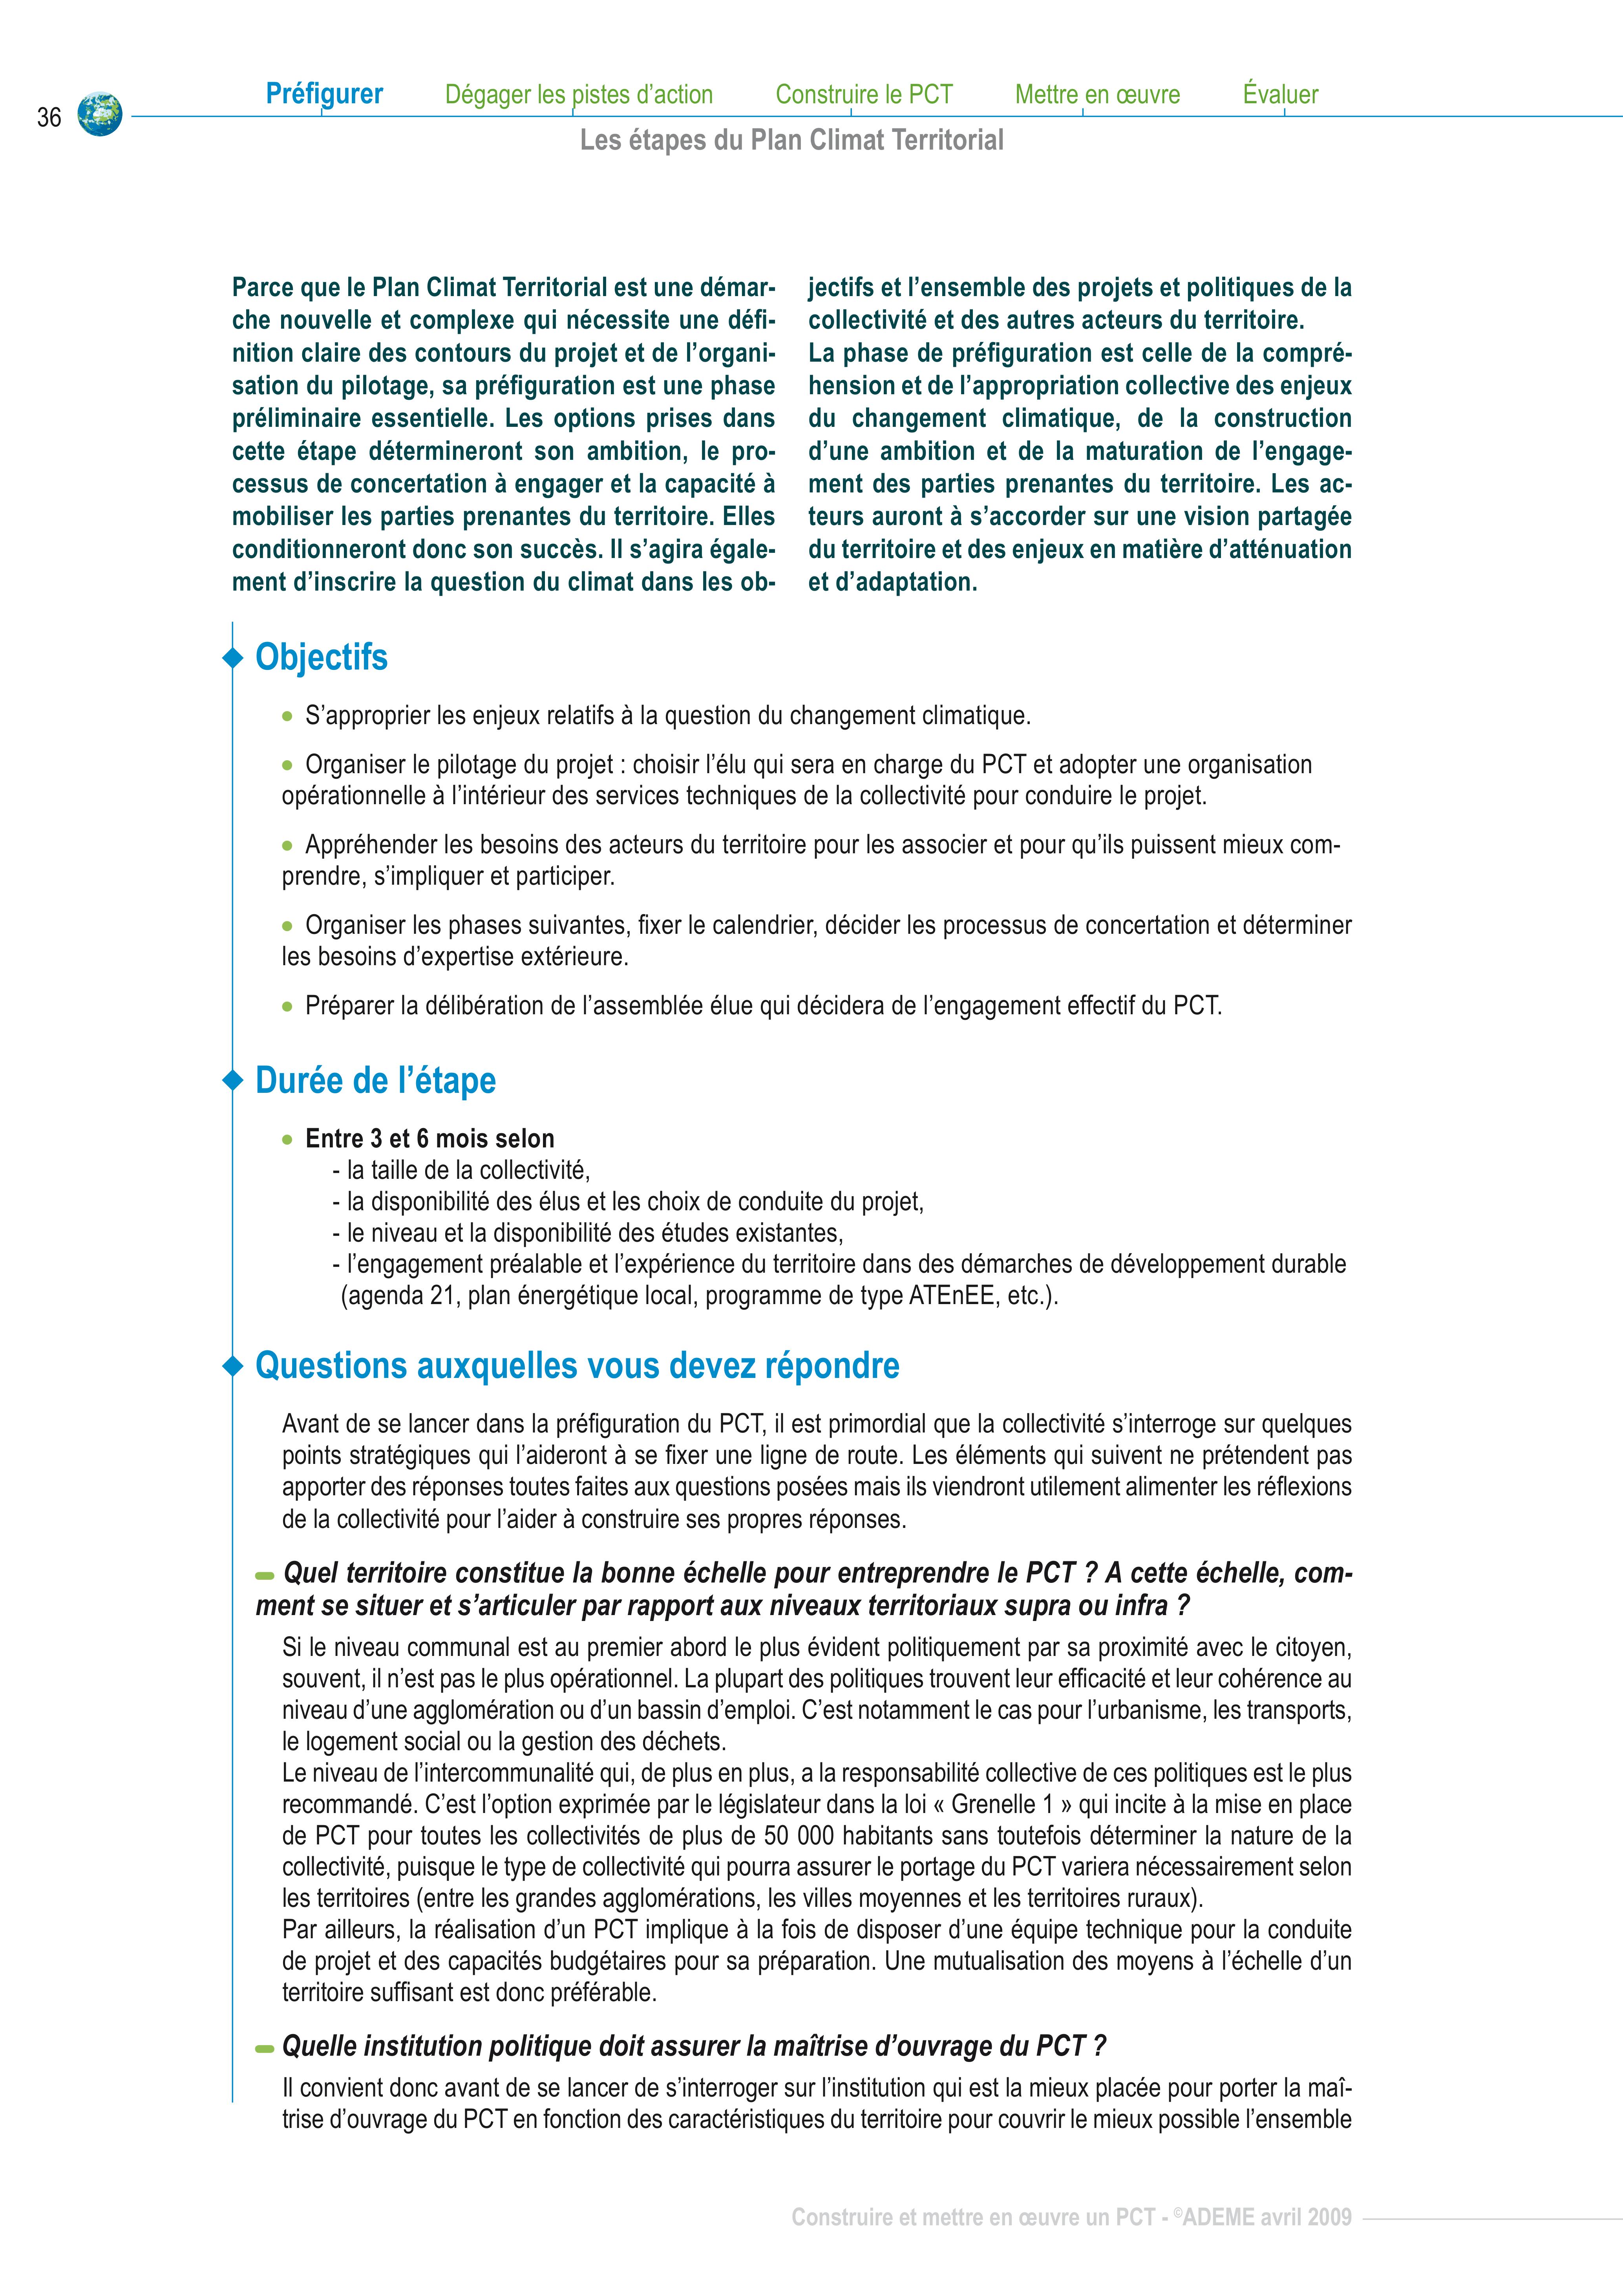 36
Préfigurer Dégager les pistes d’action Construire le PCT Mettre en œuvre Évaluer
Les étapes du Plan Climat Territorial
Parce que le Plan Climat Territorial est une démar-
che nouvelle et complexe qui nécessite une défi-
nition claire des contours du projet et de l’organi-
sation du pilotage, sa préfiguration est une phase
préliminaire essentielle. Les options prises dans
cette étape détermineront son ambition, le pro-
cessus de concertation à engager et la capacité à
mobiliser les parties prenantes du territoire. Elles
conditionneront donc son succès. Il s’agira égale-
ment d’inscrire la question du climat dans les ob-
jectifs et l’ensemble des projets et politiques de la
collectivité et des autres acteurs du territoire.
La phase de préfiguration est celle de la compré-
hension et de l’appropriation collective des enjeux
du changement climatique, de la construction
d’une ambition et de la maturation de l’engage-
ment des parties prenantes du territoire. Les ac-
teurs auront à s’accorder sur une vision partagée
du territoire et des enjeux en matière d’atténuation
et d’adaptation.
Objectifs
● S’approprier les enjeux relatifs à la question du changement climatique.
● Organiser le pilotage du projet : choisir l’élu qui sera en charge du PCT et adopter une organisation
opérationnelle à l’intérieur des services techniques de la collectivité pour conduire le projet.
● Appréhender les besoins des acteurs du territoire pour les associer et pour qu’ils puissent mieux com-
prendre, s’impliquer et participer.
● Organiser les phases suivantes, fixer le calendrier, décider les processus de concertation et déterminer
les besoins d’expertise extérieure.
● Préparer la délibération de l’assemblée élue qui décidera de l’engagement effectif du PCT.
Durée de l’étape
● Entre 3 et 6 mois selon
- la taille de la collectivité,
- la disponibilité des élus et les choix de conduite du projet,
- le niveau et la disponibilité des études existantes,
- l’engagement préalable et l’expérience du territoire dans des démarches de développement durable
(agenda 21, plan énergétique local, programme de type ATEnEE, etc.).
Questions auxquelles vous devez répondre
Avant de se lancer dans la préfiguration du PCT, il est primordial que la collectivité s’interroge sur quelques
points stratégiques qui l’aideront à se fixer une ligne de route. Les éléments qui suivent ne prétendent pas
apporter des réponses toutes faites aux questions posées mais ils viendront utilement alimenter les réflexions
de la collectivité pour l’aider à construire ses propres réponses.
Quel territoire constitue la bonne échelle pour entreprendre le PCT ? A cette échelle, com-
ment se situer et s’articuler par rapport aux niveaux territoriaux supra ou infra ?
Si le niveau communal est au premier abord le plus évident politiquement par sa proximité avec le citoyen,
souvent, il n’est pas le plus opérationnel. La plupart des politiques trouvent leur efficacité et leur cohérence au
niveau d’une agglomération ou d’un bassin d’emploi. C’est notamment le cas pour l’urbanisme, les transports,
le logement social ou la gestion des déchets.
Le niveau de l’intercommunalité qui, de plus en plus, a la responsabilité collective de ces politiques est le plus
recommandé. C’est l’option exprimée par le législateur dans la loi « Grenelle 1 » qui incite à la mise en place
de PCT pour toutes les collectivités de plus de 50 000 habitants sans toutefois déterminer la nature de la
collectivité, puisque le type de collectivité qui pourra assurer le portage du PCT variera nécessairement selon
les territoires (entre les grandes agglomérations, les villes moyennes et les territoires ruraux).
Par ailleurs, la réalisation d’un PCT implique à la fois de disposer d’une équipe technique pour la conduite
de projet et des capacités budgétaires pour sa préparation. Une mutualisation des moyens à l’échelle d’un
territoire suffisant est donc préférable.
Quelle institution politique doit assurer la maîtrise d’ouvrage du PCT ?
Il convient donc avant de se lancer de s’interroger sur l’institution qui est la mieux placée pour porter la maî-
trise d’ouvrage du PCT en fonction des caractéristiques du territoire pour couvrir le mieux possible l’ensemble
Construire et mettre en œuvre un PCT - ©ADEME avril 2009